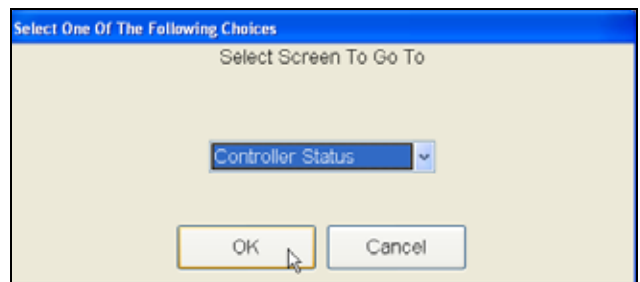 Select One Of The Following Choices
Select Screen To Go To
Controller Status
OK Cancel